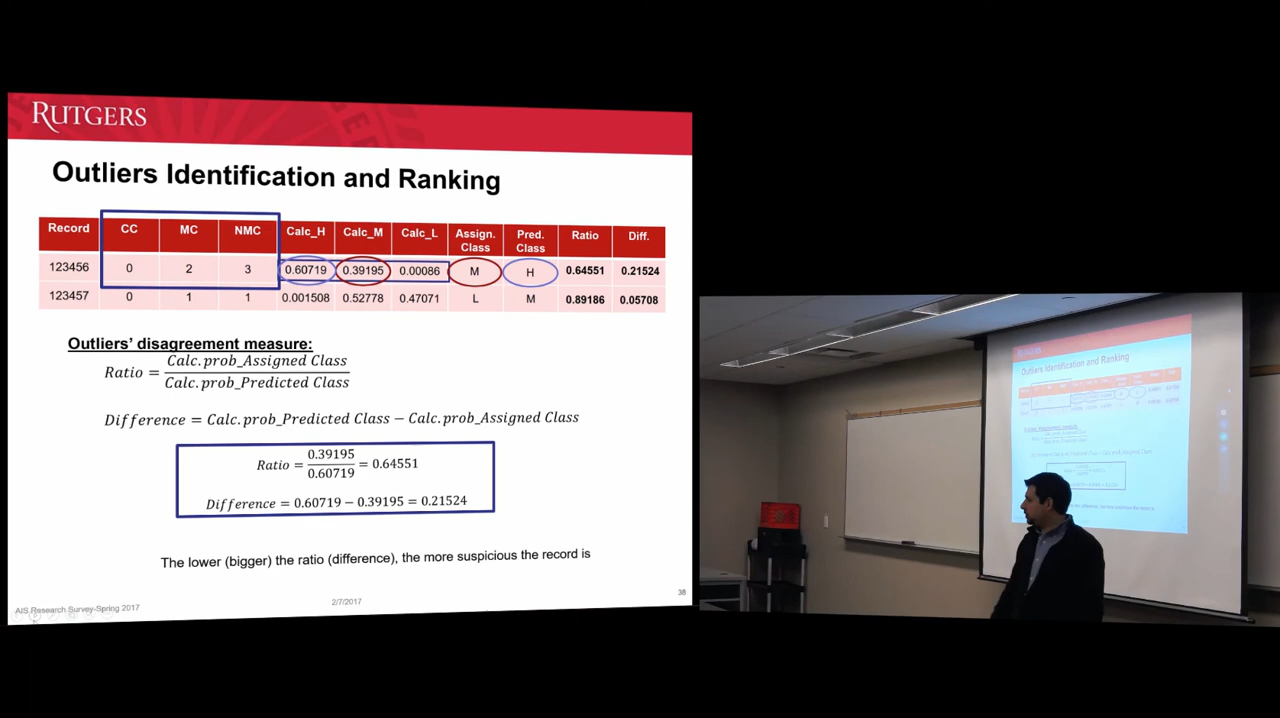 RUTGERS
Outliers Identification and Ranking
Record CC MC NMC Calc_H Calc_M Calc_L Assign. Class Pred. Class Ratio Diff.
123456 0 2 3 0.60719 0.39195 0.00086 M H 0.64551 0.21524
123457 0 1 1 0.001508 0.52778 0.47071 L M 0.89186 0.05708
Outliers' disagreement measure:
Ratio = Calc.prob_Assigned Class / Calc.prob_Predicted Class
Difference = Calc.prob_Predicted Class − Calc.prob_Assigned Class
Ratio = 0.39195 / 0.60719 = 0.64551
Difference = 0.60719 − 0.39195 = 0.21524
The lower (bigger) the ratio (difference), the more suspicious the record is
AIS Research Survey-Spring 2017
2/7/2017
38
Outliers Identification and Ranking